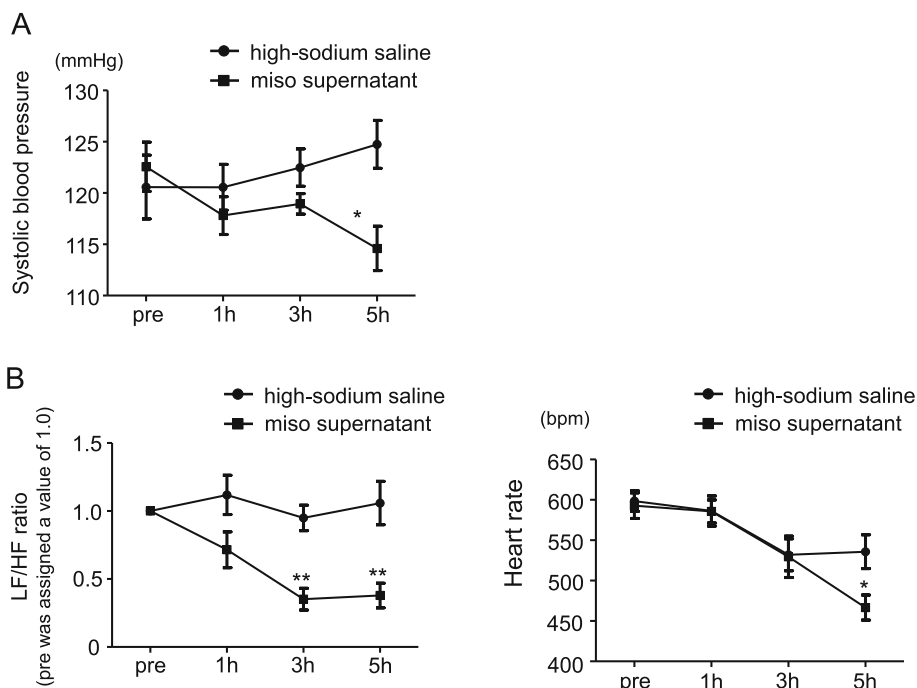 A
(mmHg)
high-sodium saline
miso supernatant
Systolic blood pressure
130
125
120
115
110
*
pre 1h 3h 5h
B
high-sodium saline
miso supernatant
LF/HF ratio
(pre was assigned a value of 1.0)
1.5
1.0
0.5
0
** **
pre 1h 3h 5h
high-sodium saline
miso supernatant
(bpm)
Heart rate
650
600
550
500
450
400
*
pre 1h 3h 5h